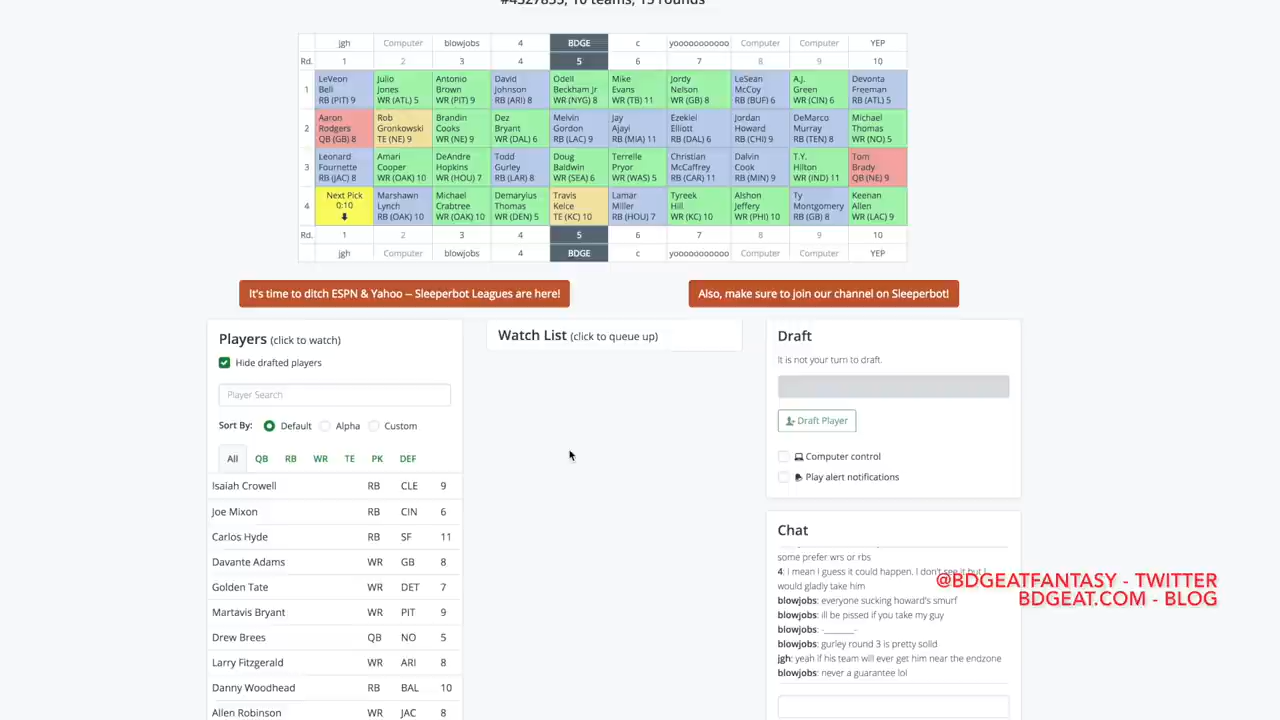 #4327835, 10 teams, 15 rounds
jgh Computer blowjobs 4 BDGE c yooooooooooo Computer Computer YEP
Rd. 1 2 3 4 5 6 7 8 9 10
LeVeon Julio Antonio David Odell Mike Jordy LeSean A.J. Devonta
1 Bell Jones Brown Johnson Beckham Jr Evans Nelson McCoy Green Freeman
RB (PIT) 9 WR (ATL) 5 WR (PIT) 9 RB (ARI) 8 WR (NYG) 8 WR (TB) 11 WR (GB) 8 RB (BUF) 6 WR (CIN) 6 RB (ATL) 5
Aaron Rob Brandin Dez Melvin Jay Ezekiel Jordan DeMarco Michael
2 Rodgers Gronkowski Cooks Bryant Gordon Ajayi Elliott Howard Murray Thomas
QB (GB) 8 TE (NE) 9 WR (NE) 9 WR (DAL) 6 RB (LAC) 9 RB (MIA) 11 RB (DAL) 6 RB (CHI) 9 RB (TEN) 8 WR (NO) 5
Leonard Amari DeAndre Todd Doug Terrelle Christian Dalvin T.Y. Tom
3 Fournette Cooper Hopkins Gurley Baldwin Pryor McCaffrey Cook Hilton Brady
RB (JAC) 8 WR (OAK) 10 WR (HOU) 7 RB (LAR) 8 WR (SEA) 6 WR (WAS) 5 RB (CAR) 11 RB (MIN) 9 WR (IND) 11 QB (NE) 9
Next Pick Marshawn Michael Demaryius Travis Lamar Tyreek Alshon Ty Keenan
4 0:10 Lynch Crabtree Thomas Kelce Miller Hill Jeffery Montgomery Allen
RB (OAK) 10 WR (OAK) 10 WR (DEN) 5 TE (KC) 10 RB (HOU) 7 WR (KC) 10 WR (PHI) 10 RB (GB) 8 WR (LAC) 9
Rd. 1 2 3 4 5 6 7 8 9 10
jgh Computer blowjobs 4 BDGE c yooooooooooo Computer Computer YEP
It's time to ditch ESPN & Yahoo -- Sleeperbot Leagues are here! Also, make sure to join our channel on Sleeperbot!
Players (click to watch)
Hide drafted players
Player Search
Sort By: Default Alpha Custom
All QB RB WR TE PK DEF
Isaiah Crowell RB CLE 9
Joe Mixon RB CIN 6
Carlos Hyde RB SF 11
Davante Adams WR GB 8
Golden Tate WR DET 7
Martavis Bryant WR PIT 9
Drew Brees QB NO 5
Larry Fitzgerald WR ARI 8
Danny Woodhead RB BAL 10
Allen Robinson WR JAC 8
Watch List (click to queue up)
Draft
It is not your turn to draft.
Draft Player
Computer control
Play alert notifications
Chat
some prefer wrs or rbs
4: I mean I guess it could happen, I don't see it but I
would gladly take him
blowjobs: everyone sucking howard's smurf
blowjobs: ill be pissed if you take my guy
blowjobs: -_______-
blowjobs: gurley round 3 is pretty solid
jgh: yeah if his team will ever get him near the endzone
blowjobs: never a guarantee lol
@BDGEATFANTASY - TWITTER
BDGEAT.COM - BLOG